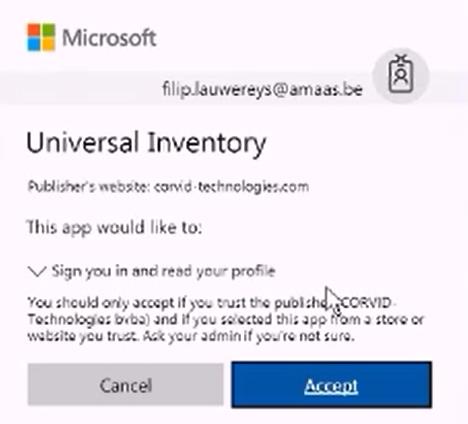 Microsoft
filip.lauwereys@amaas.be
Universal Inventory
Publisher's website: corvid-technologies.com
This app would like to:
Sign you in and read your profile
You should only accept if you trust the publisher (CORVID-
Technologies bvba) and if you selected this app from a store or
website you trust. Ask your admin if you're not sure.
Cancel
Accept